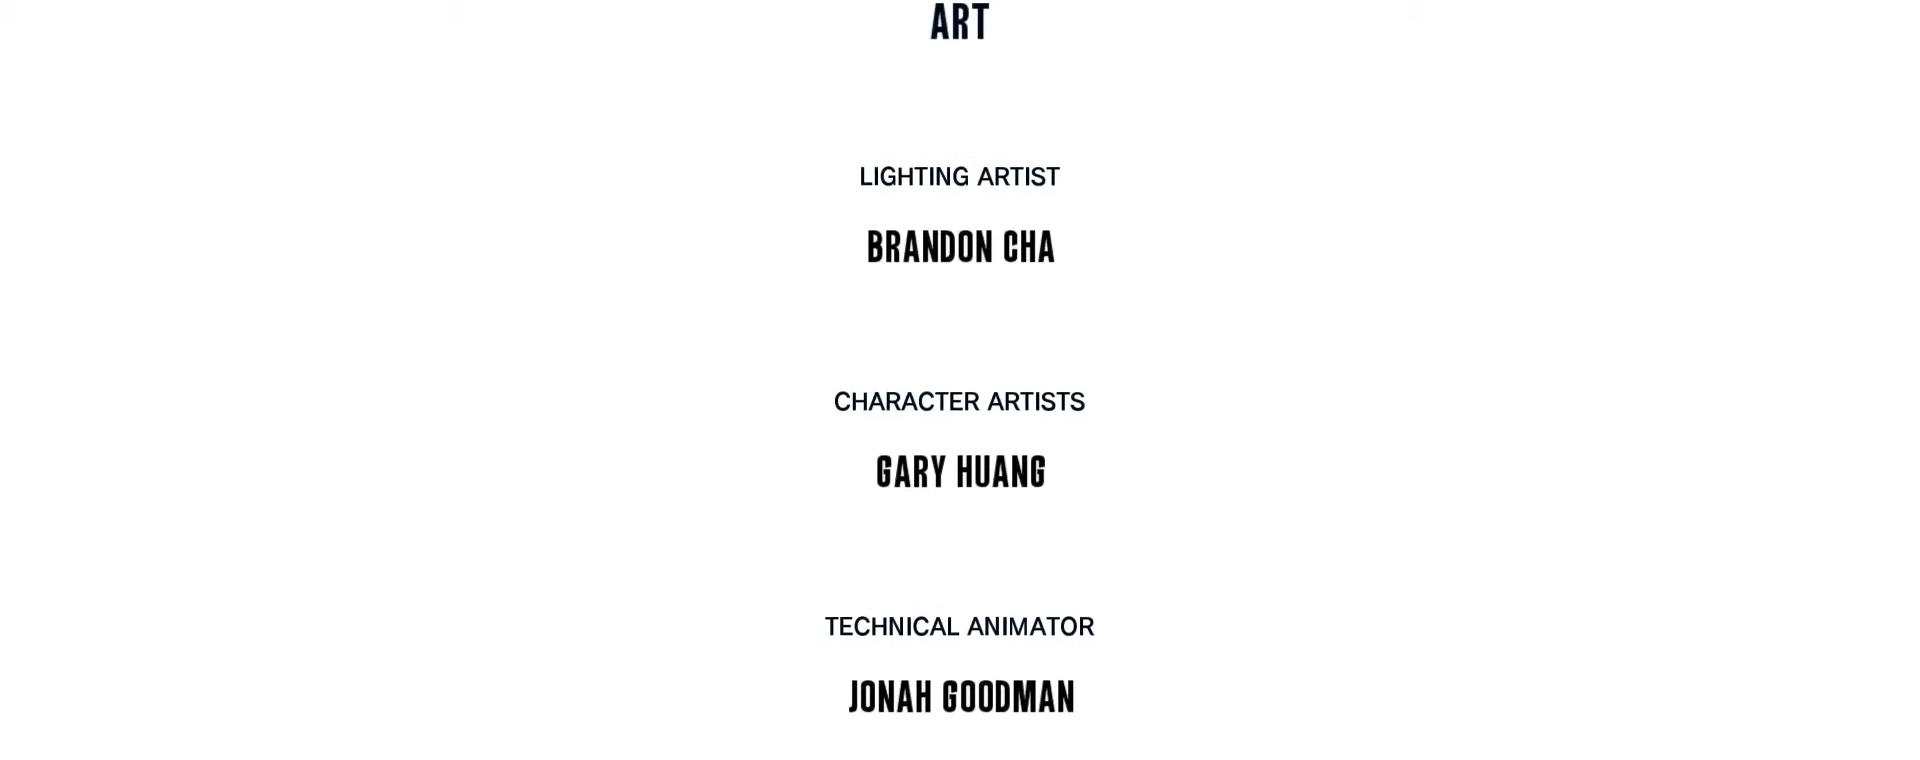 ART
LIGHTING ARTIST
BRANDON CHA
CHARACTER ARTISTS
GARY HUANG
TECHNICAL ANIMATOR
JONAH GOODMAN